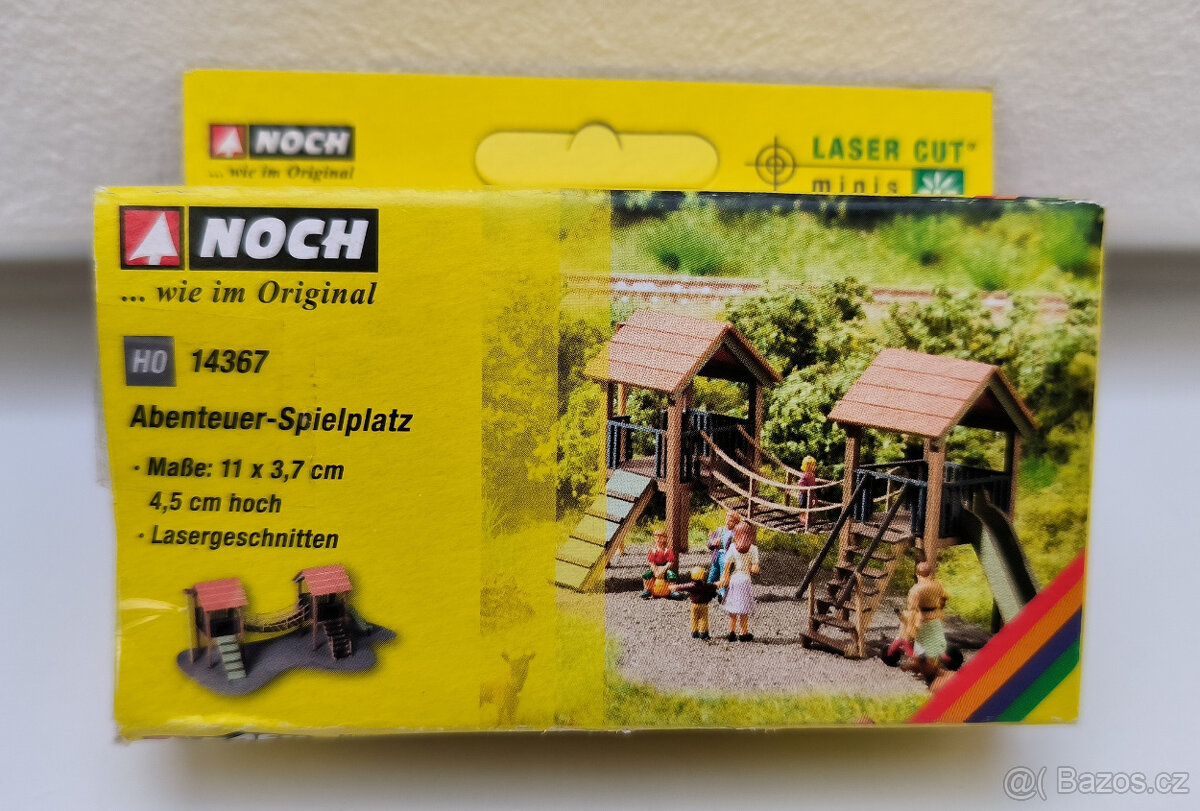 NOCH
... wie im Original
LASER CUT®
minis
NOCH
... wie im Original
H0 14367
Abenteuer-Spielplatz
· Maße: 11 x 3,7 cm
4,5 cm hoch
· Lasergeschnitten
@( Bazos.cz